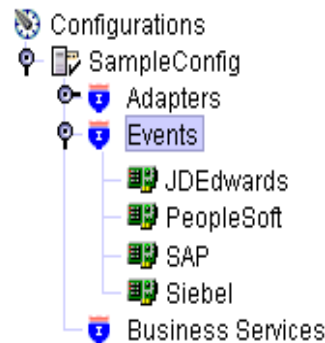 Configurations
SampleConfig
Adapters
Events
JDEdwards
PeopleSoft
SAP
Siebel
Business Services